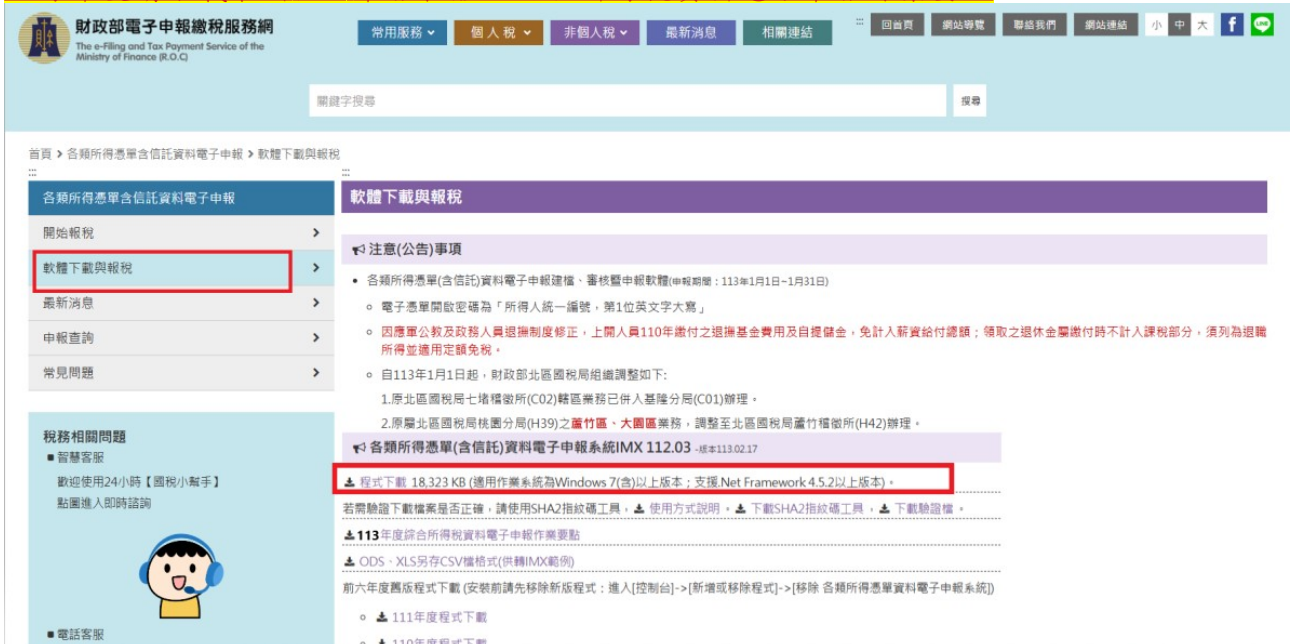 財政部電子申報繳稅服務網
The e-Filing and Tax Payment Service of the
Ministry of Finance (R.O.C)
常用服務
個人稅
非個人稅
最新消息
相關連結
:::
回首頁
網站導覽
聯絡我們
網站連結
小 中 大
關鍵字搜尋
搜尋
首頁 > 各類所得憑單含信託資料電子申報 > 軟體下載與報稅
:::
各類所得憑單含信託資料電子申報
開始報稅
軟體下載與報稅
最新消息
申報查詢
常見問題
稅務相關問題
■ 智慧客服
歡迎使用24小時【國稅小幫手】
點圖進入即時諮詢
■ 電話客服
:::
軟體下載與報稅
注意(公告)事項
• 各類所得憑單(含信託)資料電子申報建檔、審核暨申報軟體(申報期間：113年1月1日~1月31日)
電子憑單開啟密碼為「所得人統一編號，第1位英文字大寫」
因應軍公教及政務人員退撫制度修正，上開人員110年繳付之退撫基金費用及自提儲金，免計入薪資給付總額；領取之退休金屬繳付時不計入課稅部分，須列為退職
所得並適用定額免稅。
自113年1月1日起，財政部北區國稅局組織調整如下:
1.原北區國稅局七堵稽徵所(C02)轄區業務已併入基隆分局(C01)辦理。
2.原屬北區國稅局桃園分局(H39)之蘆竹區、大園區業務，調整至北區國稅局蘆竹稽徵所(H42)辦理。
各類所得憑單(含信託)資料電子申報系統IMX 112.03 -版本113.02.17
程式下載 18,323 KB (適用作業系統為Windows 7(含)以上版本；支援.Net Framework 4.5.2以上版本)。
若需驗證下載檔案是否正確，請使用SHA2指紋碼工具，使用方式說明。下載SHA2指紋碼工具，下載驗證檔。
113年度綜合所得稅資料電子申報作業要點
ODS、XLS另存CSV檔格式(供轉IMX範例)
前六年度舊版程式下載 (安裝前請先移除新版程式：進入[控制台]->[新增或移除程式]->[移除 各類所得憑單資料電子申報系統])
111年度程式下載
110年度程式下載